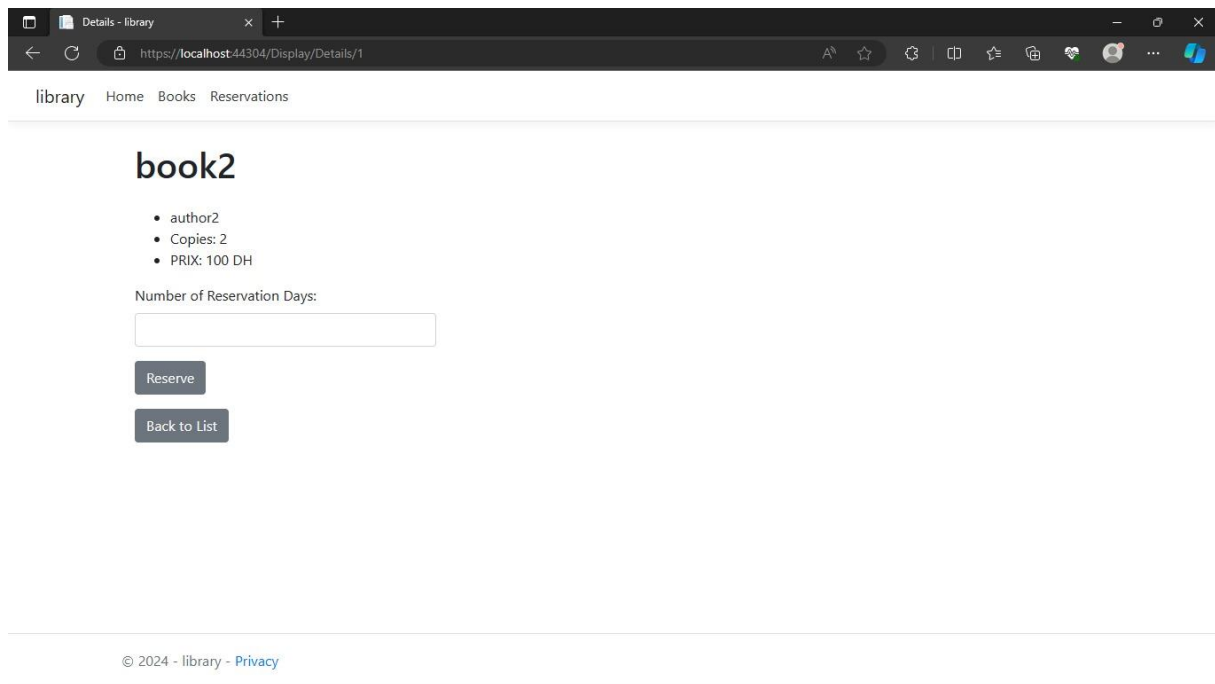 Details - library
https://localhost:44304/Display/Details/1
library Home Books Reservations
book2
• author2
• Copies: 2
• PRIX: 100 DH
Number of Reservation Days:
Reserve
Back to List
© 2024 - library - Privacy